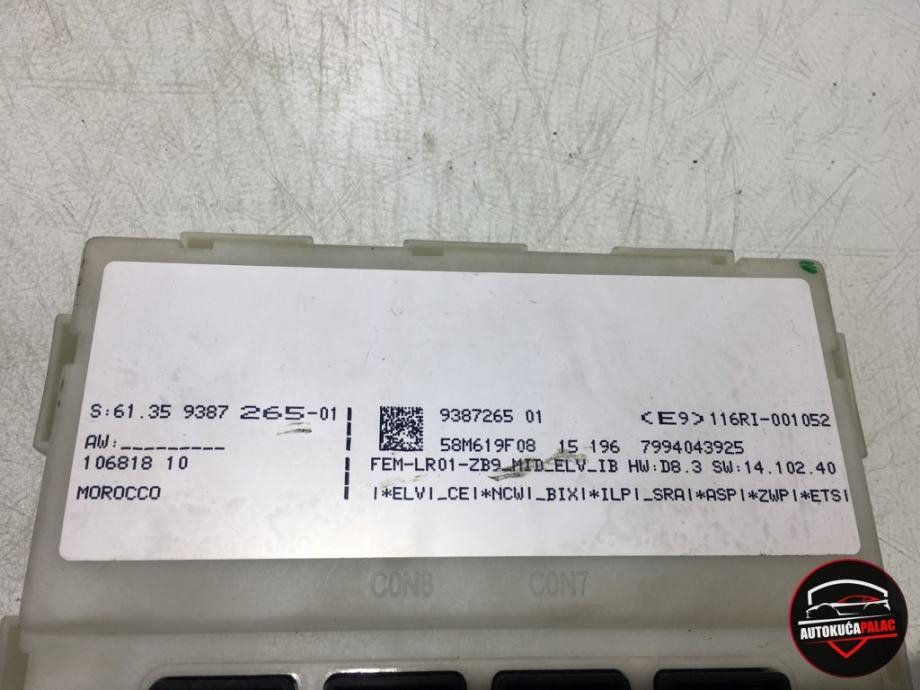 S:61.35 9387 265-01
AW:_________
106818 10
MOROCCO
9387265 01 <E9>116RI-001052
58M619F08 15 196 7994043925
FEM-LR01-ZB9_MID_ELV_IB HW:D8.3 SW:14.102.40
|*ELV|_CE|*NCW|_BIX|*ILP|_SRA|*ASP|*ZWP|*ETS|
CON8 CON7
AUTOKUĆAPALAC